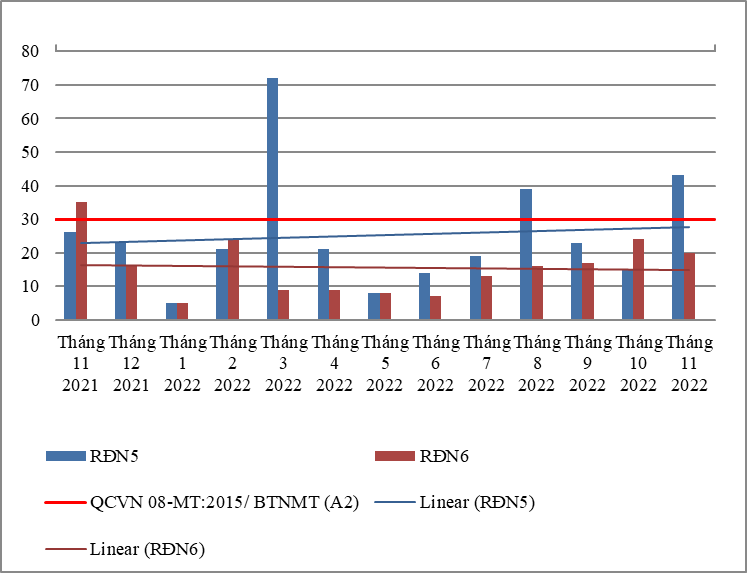 80
70
60
50
40
30
20
10
0
Tháng Tháng Tháng Tháng Tháng Tháng Tháng Tháng Tháng Tháng Tháng Tháng Tháng
11 12 1 2 3 4 5 6 7 8 9 10 11
2021 2021 2022 2022 2022 2022 2022 2022 2022 2022 2022 2022 2022
RĐN5 RĐN6
QCVN 08-MT:2015/ BTNMT (A2) Linear (RĐN5)
Linear (RĐN6)